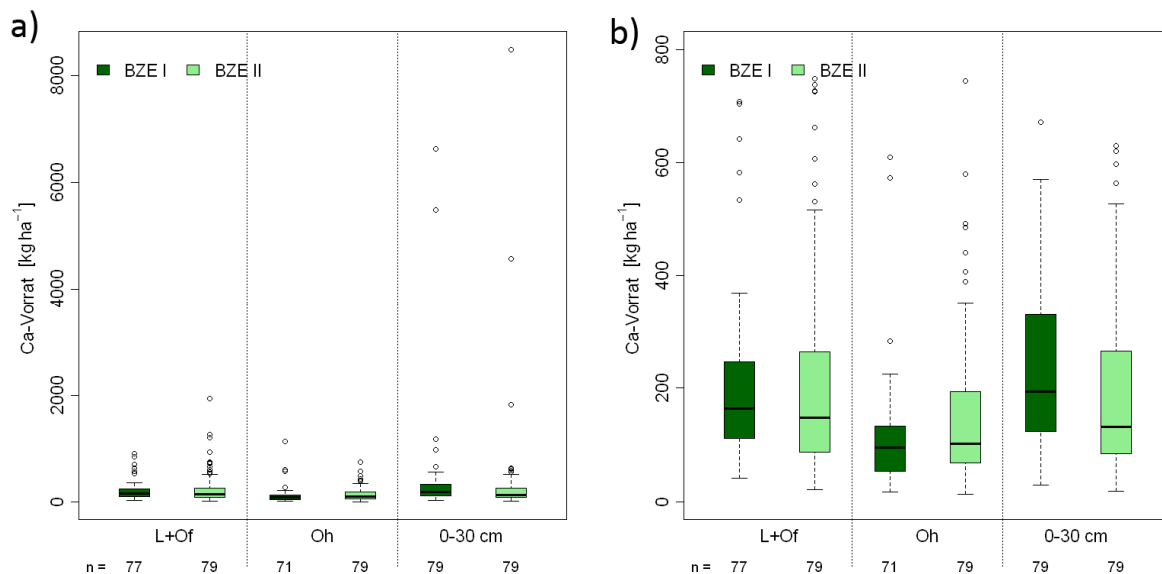 a)
BZE I
BZE II
Ca-Vorrat [kg ha⁻¹]
8000
6000
4000
2000
0
L+Of
Oh
0-30 cm
n = 77 79 71 79 79 79
b)
BZE I
BZE II
Ca-Vorrat [kg ha⁻¹]
800
600
400
200
0
L+Of
Oh
0-30 cm
n = 77 79 71 79 79 79